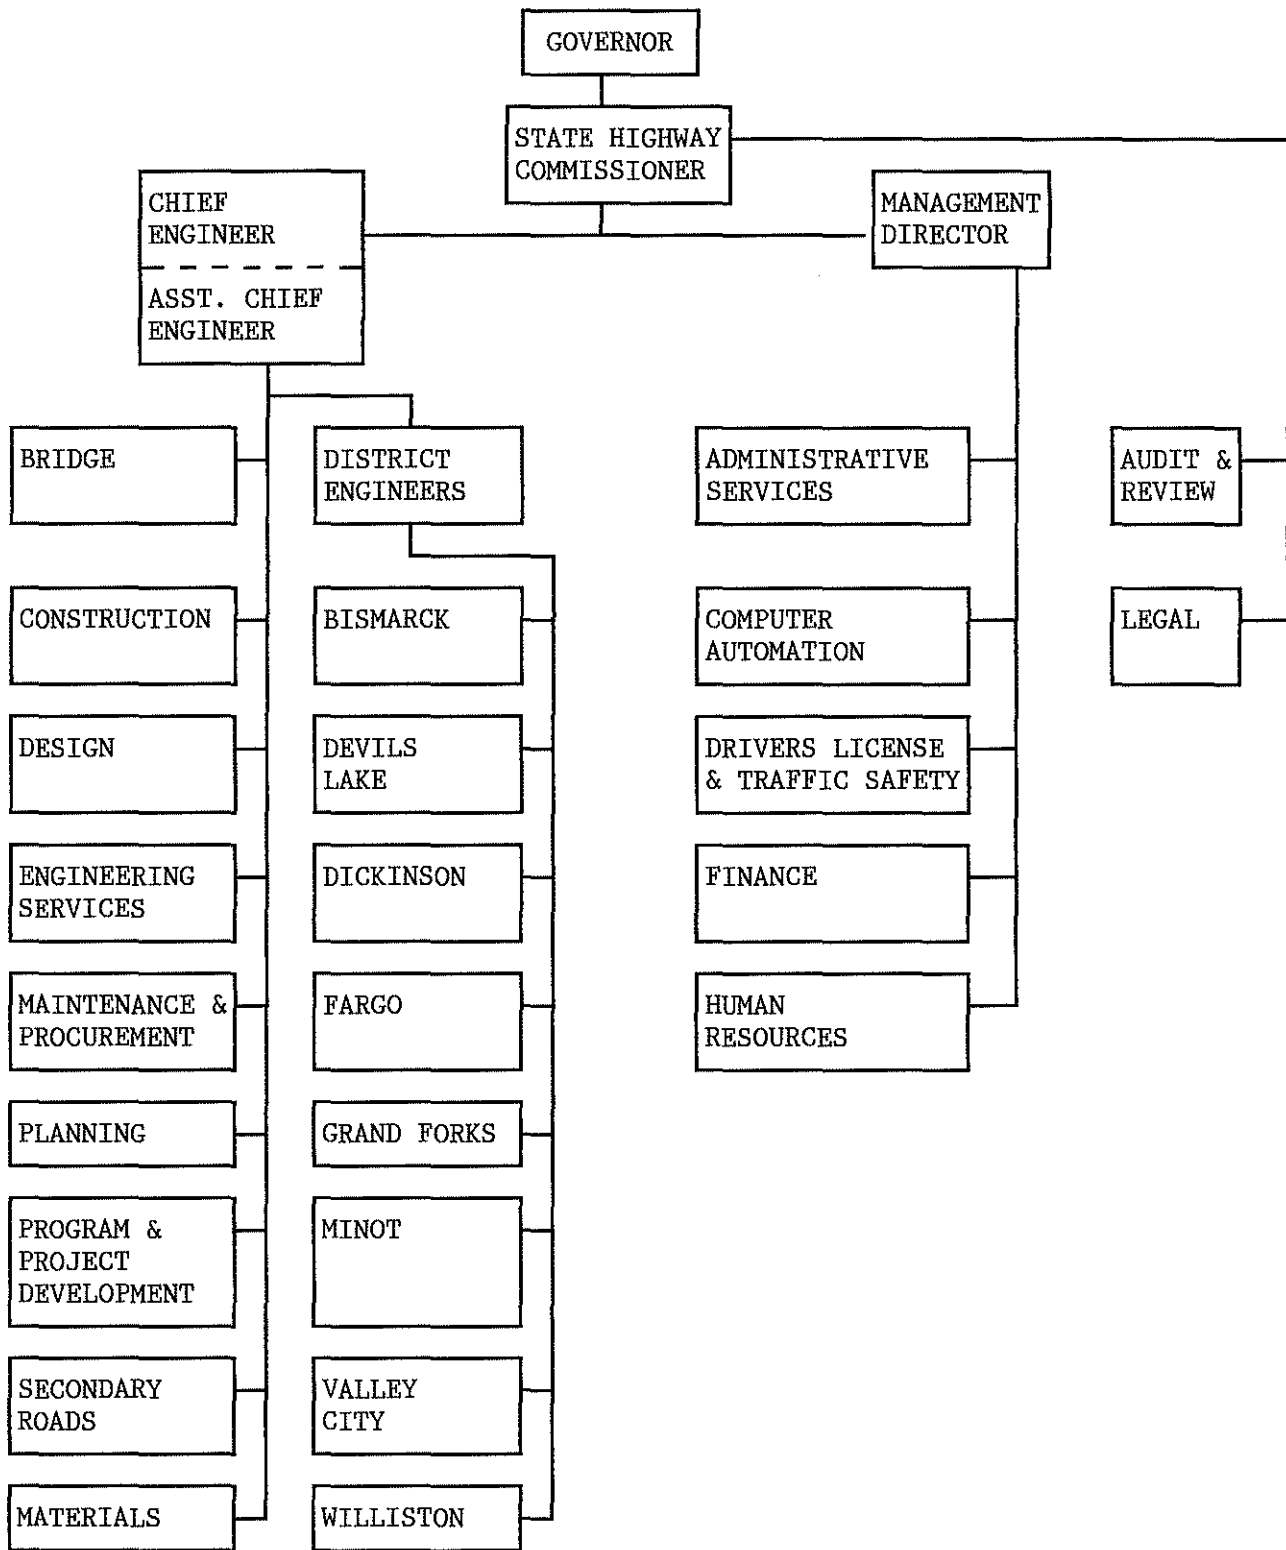 GOVERNOR
STATE HIGHWAY
COMMISSIONER
CHIEF
ENGINEER
ASST. CHIEF
ENGINEER
MANAGEMENT
DIRECTOR
BRIDGE
CONSTRUCTION
DESIGN
ENGINEERING
SERVICES
MAINTENANCE &
PROCUREMENT
PLANNING
PROGRAM &
PROJECT
DEVELOPMENT
SECONDARY
ROADS
MATERIALS
DISTRICT
ENGINEERS
BISMARCK
DEVILS
LAKE
DICKINSON
FARGO
GRAND FORKS
MINOT
VALLEY
CITY
WILLISTON
ADMINISTRATIVE
SERVICES
COMPUTER
AUTOMATION
DRIVERS LICENSE
& TRAFFIC SAFETY
FINANCE
HUMAN
RESOURCES
AUDIT &
REVIEW
LEGAL